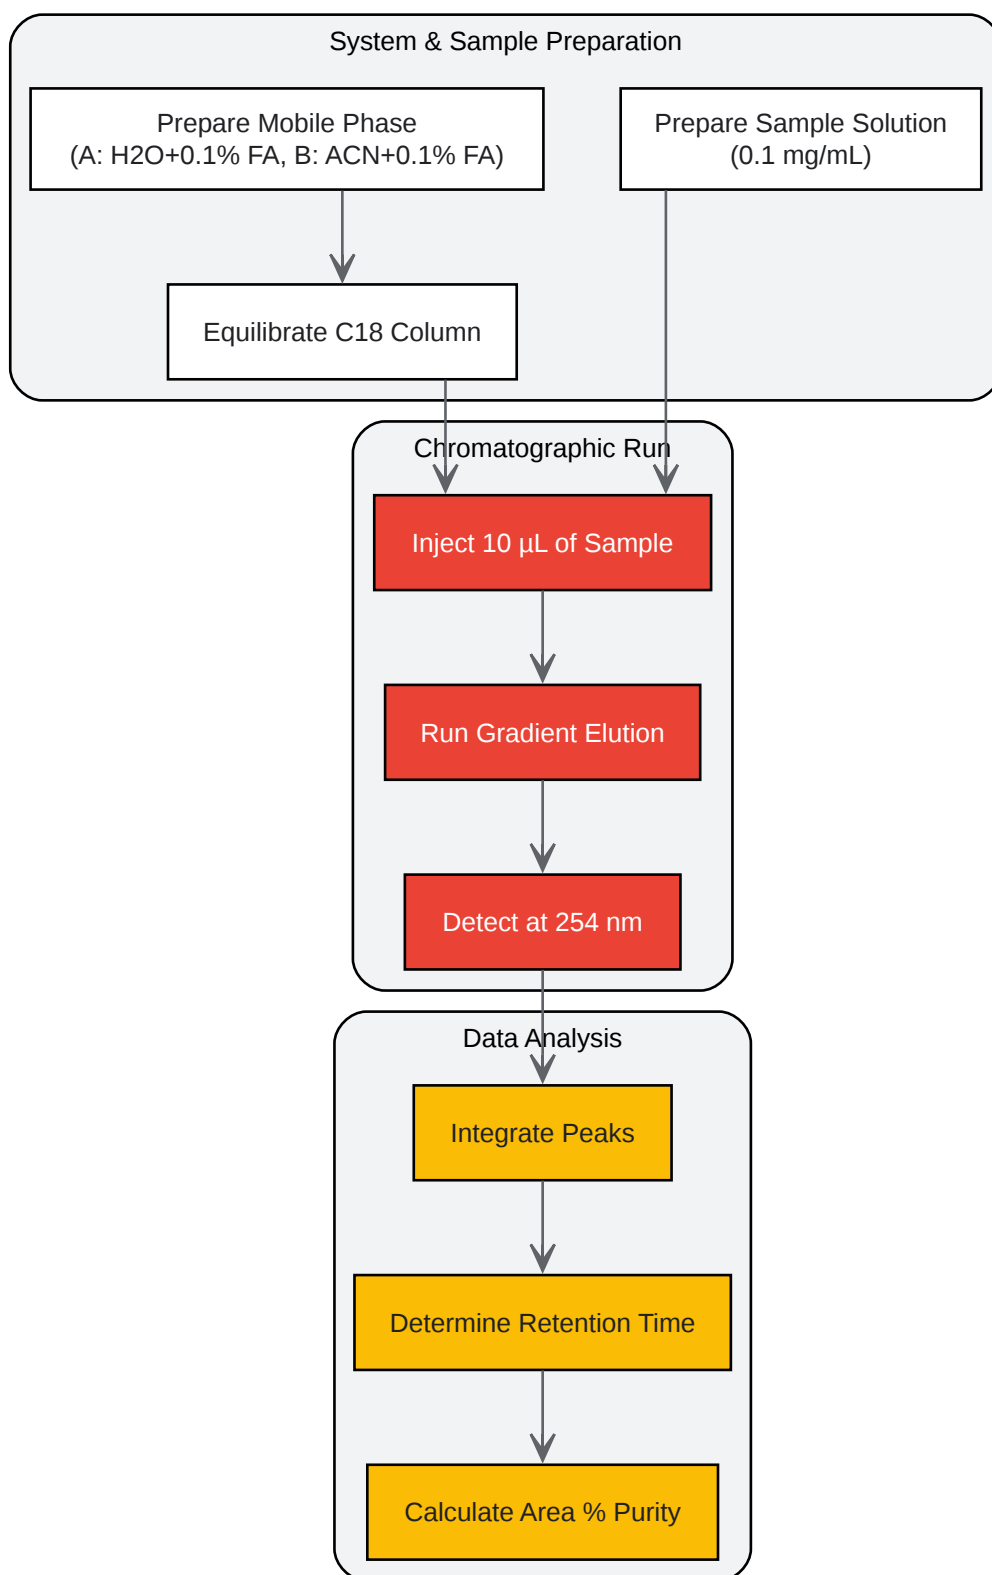 System & Sample Preparation
Prepare Mobile Phase
(A: H2O+0.1% FA, B: ACN+0.1% FA)
Prepare Sample Solution
(0.1 mg/mL)
Equilibrate C18 Column
Chromatographic Run
Inject 10 µL of Sample
Run Gradient Elution
Detect at 254 nm
Data Analysis
Integrate Peaks
Determine Retention Time
Calculate Area % Purity